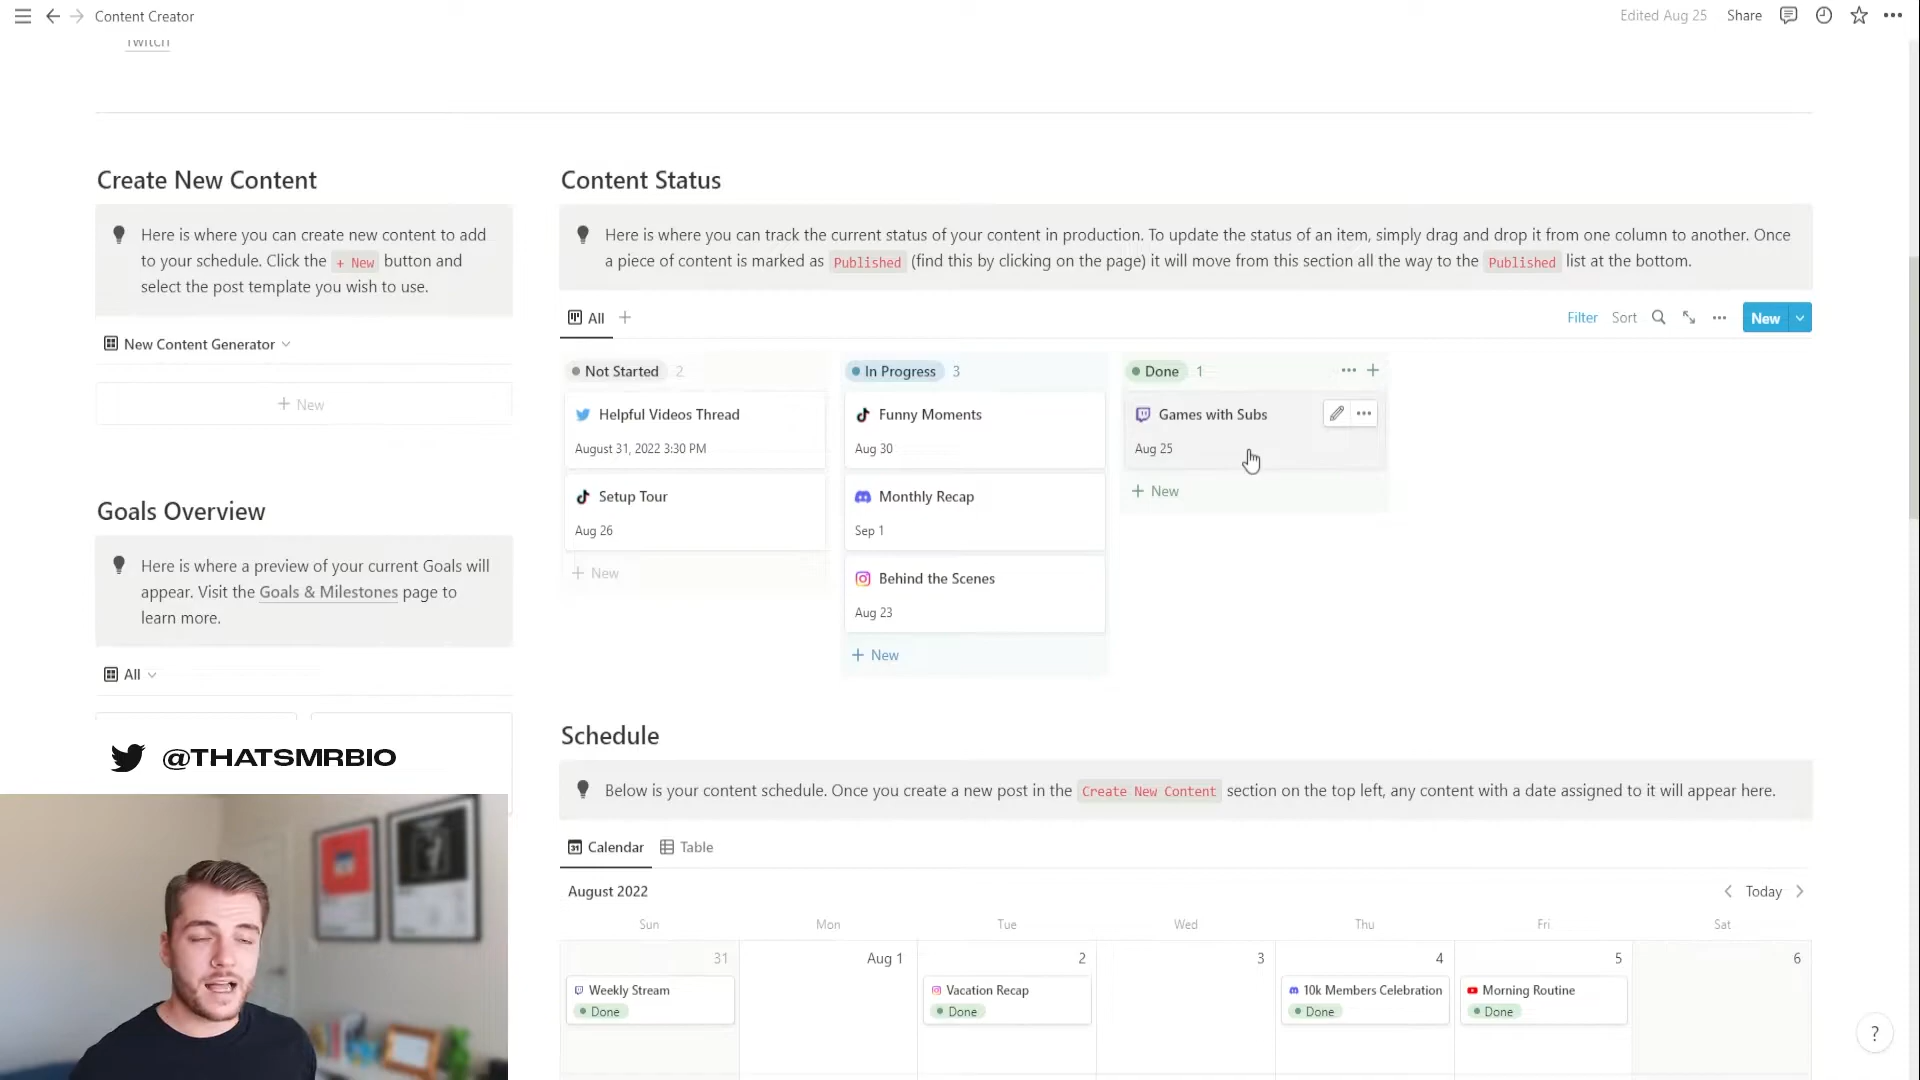 Content Creator
Edited Aug 25
Share
Twitch
Create New Content
Here is where you can create new content to add
to your schedule. Click the + New button and
select the post template you wish to use.
New Content Generator
+ New
Goals Overview
Here is where a preview of your current Goals will
appear. Visit the Goals & Milestones page to
learn more.
All
@THATSMRBIO
Content Status
Here is where you can track the current status of your content in production. To update the status of an item, simply drag and drop it from one column to another. Once
a piece of content is marked as Published (find this by clicking on the page) it will move from this section all the way to the Published list at the bottom.
All +
Filter Sort
New
Not Started 2
Helpful Videos Thread
August 31, 2022 3:30 PM
Setup Tour
Aug 26
+ New
In Progress 3
Funny Moments
Aug 30
Monthly Recap
Sep 1
Behind the Scenes
Aug 23
+ New
Done 1
Games with Subs
Aug 25
+ New
Schedule
Below is your content schedule. Once you create a new post in the Create New Content section on the top left, any content with a date assigned to it will appear here.
31 Calendar Table
August 2022
Today
Sun Mon Tue Wed Thu Fri Sat
31 Aug 1 2 3 4 5 6
Weekly Stream
Done
Vacation Recap
Done
10k Members Celebration
Done
Morning Routine
Done
?